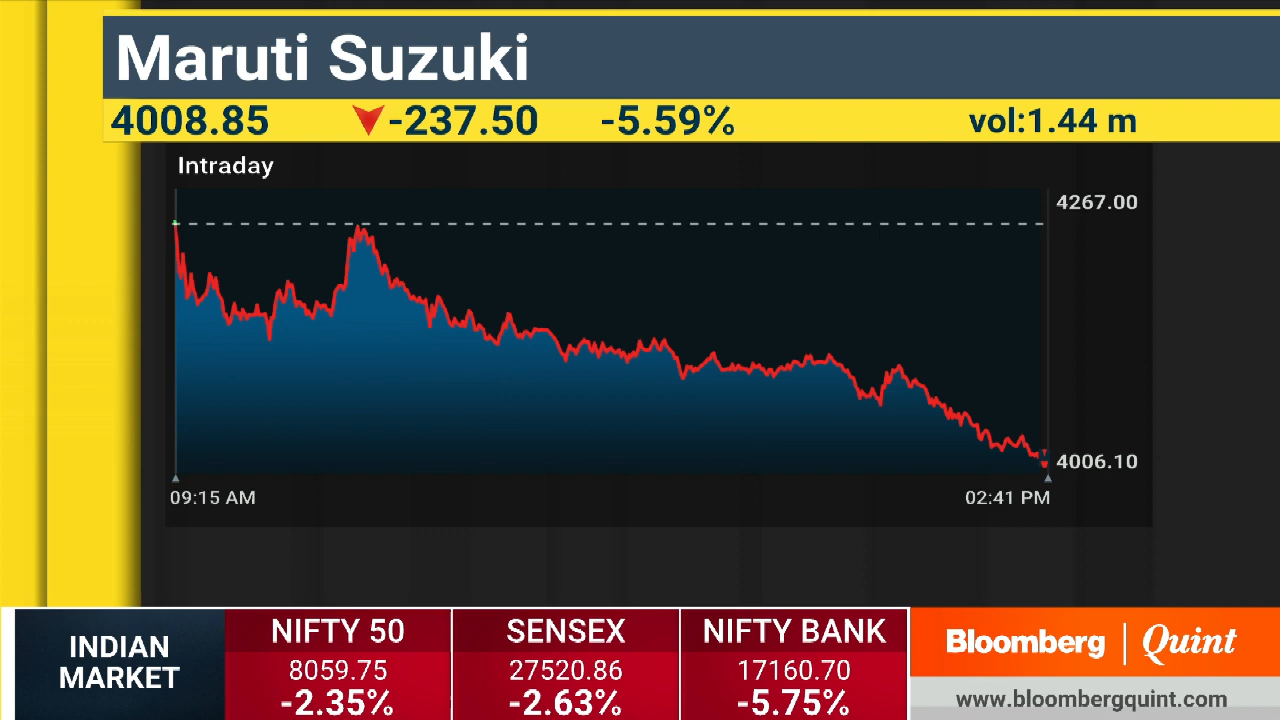 Maruti Suzuki
4008.85 -237.50 -5.59% vol:1.44 m
Intraday
4267.00
4006.10
09:15 AM 02:41 PM
INDIAN
MARKET
NIFTY 50
8059.75
-2.35%
SENSEX
27520.86
-2.63%
NIFTY BANK
17160.70
-5.75%
Bloomberg | Quint
www.bloombergquint.com